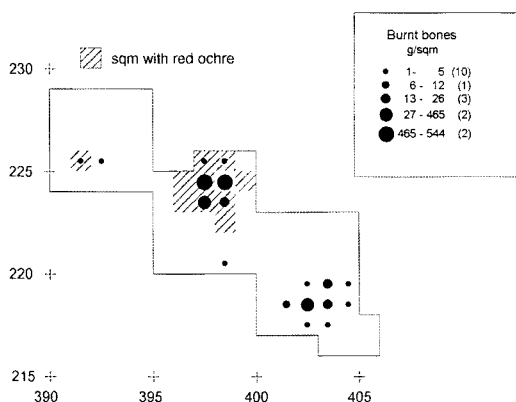 Burnt bones
g/sqm
1- 5 (10)
6 - 12 (1)
13 - 26 (3)
27 - 465 (2)
465 - 544 (2)
sqm with red ochre
230
225
220
215
390 395 400 405